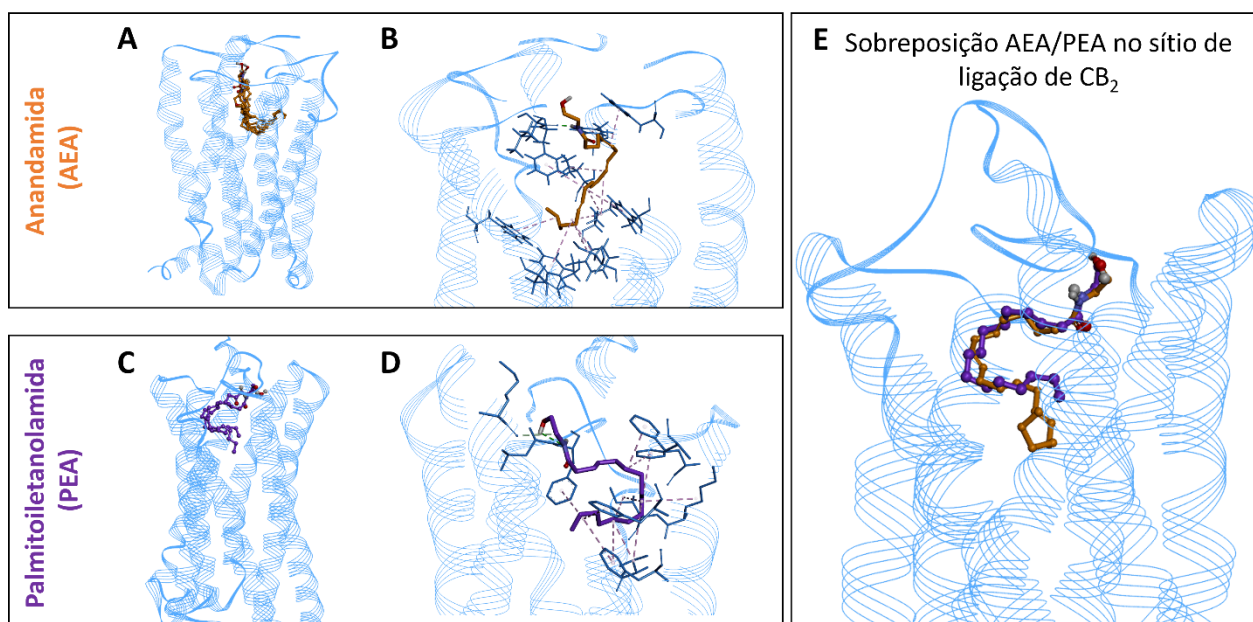 A
B
Anandamida
(AEA)
C
D
Palmitoiletanolamida
(PEA)
E Sobreposição AEA/PEA no sítio de
ligação de CB₂